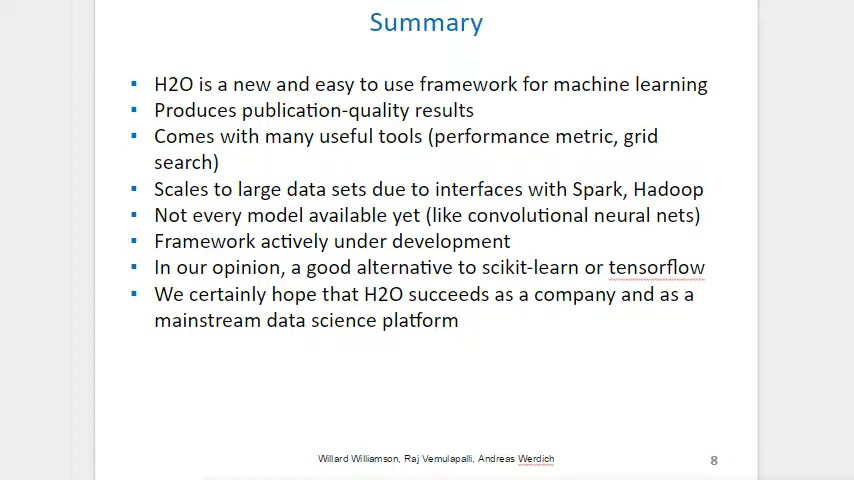 Summary
▪ H2O is a new and easy to use framework for machine learning
▪ Produces publication-quality results
▪ Comes with many useful tools (performance metric, grid
search)
▪ Scales to large data sets due to interfaces with Spark, Hadoop
▪ Not every model available yet (like convolutional neural nets)
▪ Framework actively under development
▪ In our opinion, a good alternative to scikit-learn or tensorflow
▪ We certainly hope that H2O succeeds as a company and as a
mainstream data science platform
Willard Williamson, Raj Vemulapalli, Andreas Werdich
8